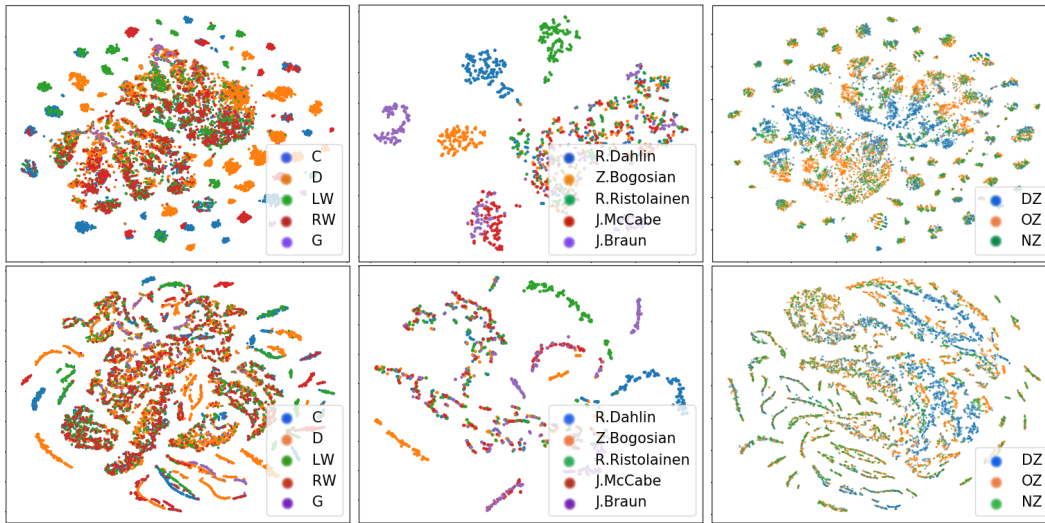 C
D
LW
RW
G
R.Dahlin
Z.Bogosian
R.Ristolainen
J.McCabe
J.Braun
DZ
OZ
NZ
C
D
LW
RW
G
R.Dahlin
Z.Bogosian
R.Ristolainen
J.McCabe
J.Braun
DZ
OZ
NZ